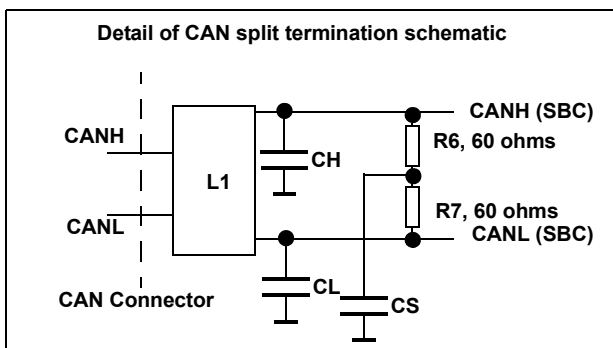 Detail of CAN split termination schematic
CANH (SBC)
CANH
R6, 60 ohms
CH
L1
R7, 60 ohms
CANL
CANL (SBC)
CL
CAN Connector
CS